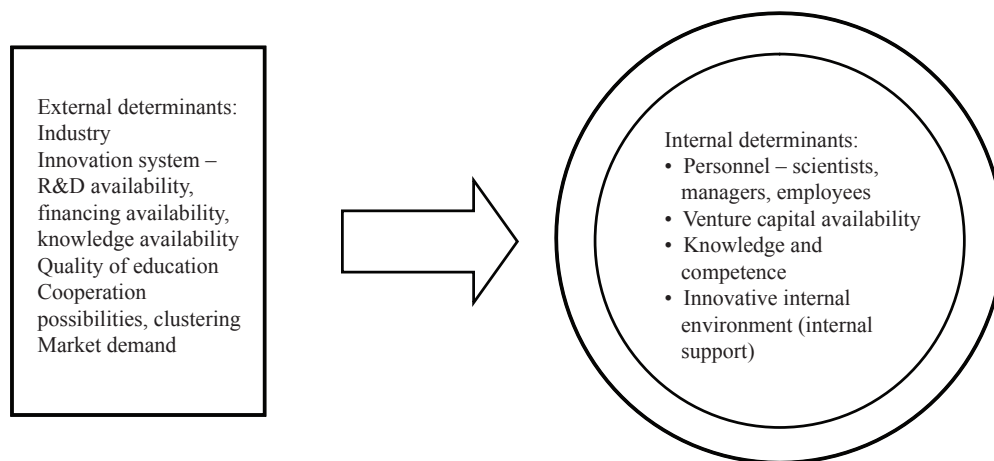 External determinants:
Industry
Innovation system –
R&D availability,
financing availability,
knowledge availability
Quality of education
Cooperation
possibilities, clustering
Market demand
Internal determinants:
• Personnel – scientists,
managers, employees
• Venture capital availability
• Knowledge and
competence
• Innovative internal
environment (internal
support)